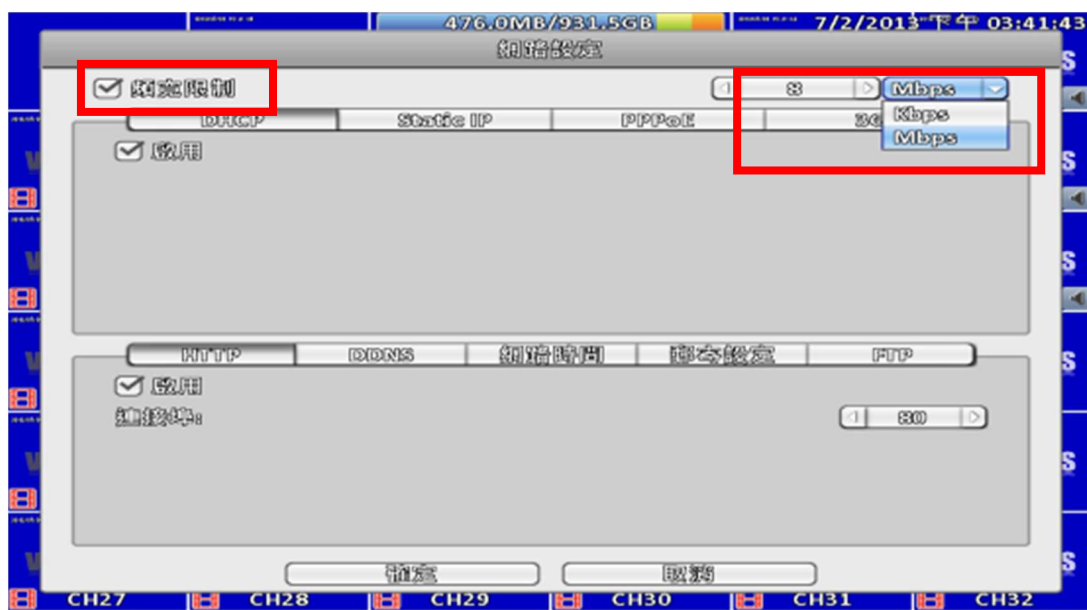 476.0MB/931.5GB 7/2/2013 下午 03:41:43
網路設定
頻寬限制 8 Mbps
Kbps
Mbps
DHCP Static IP PPPoE 3G
啟用
HTTP DDNS 網路時間 郵寄設定 FTP
啟用
連接埠: 80
確定 取消
CH27 CH28 CH29 CH30 CH31 CH32